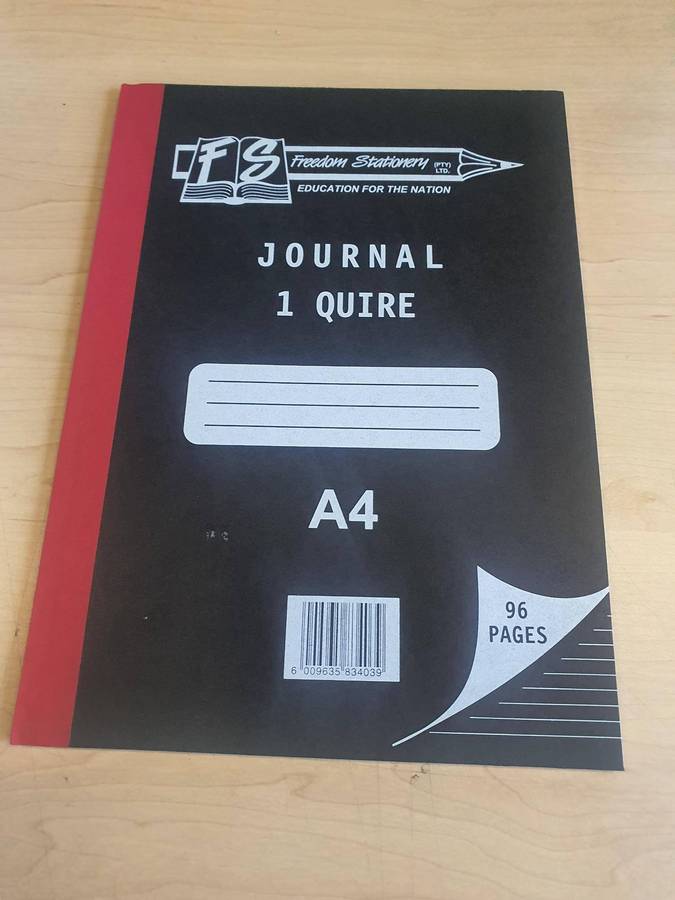 FS Freedom Stationery (PTY) LTD.
EDUCATION FOR THE NATION
JOURNAL
1 QUIRE
A4
96
PAGES
6 009635 834039